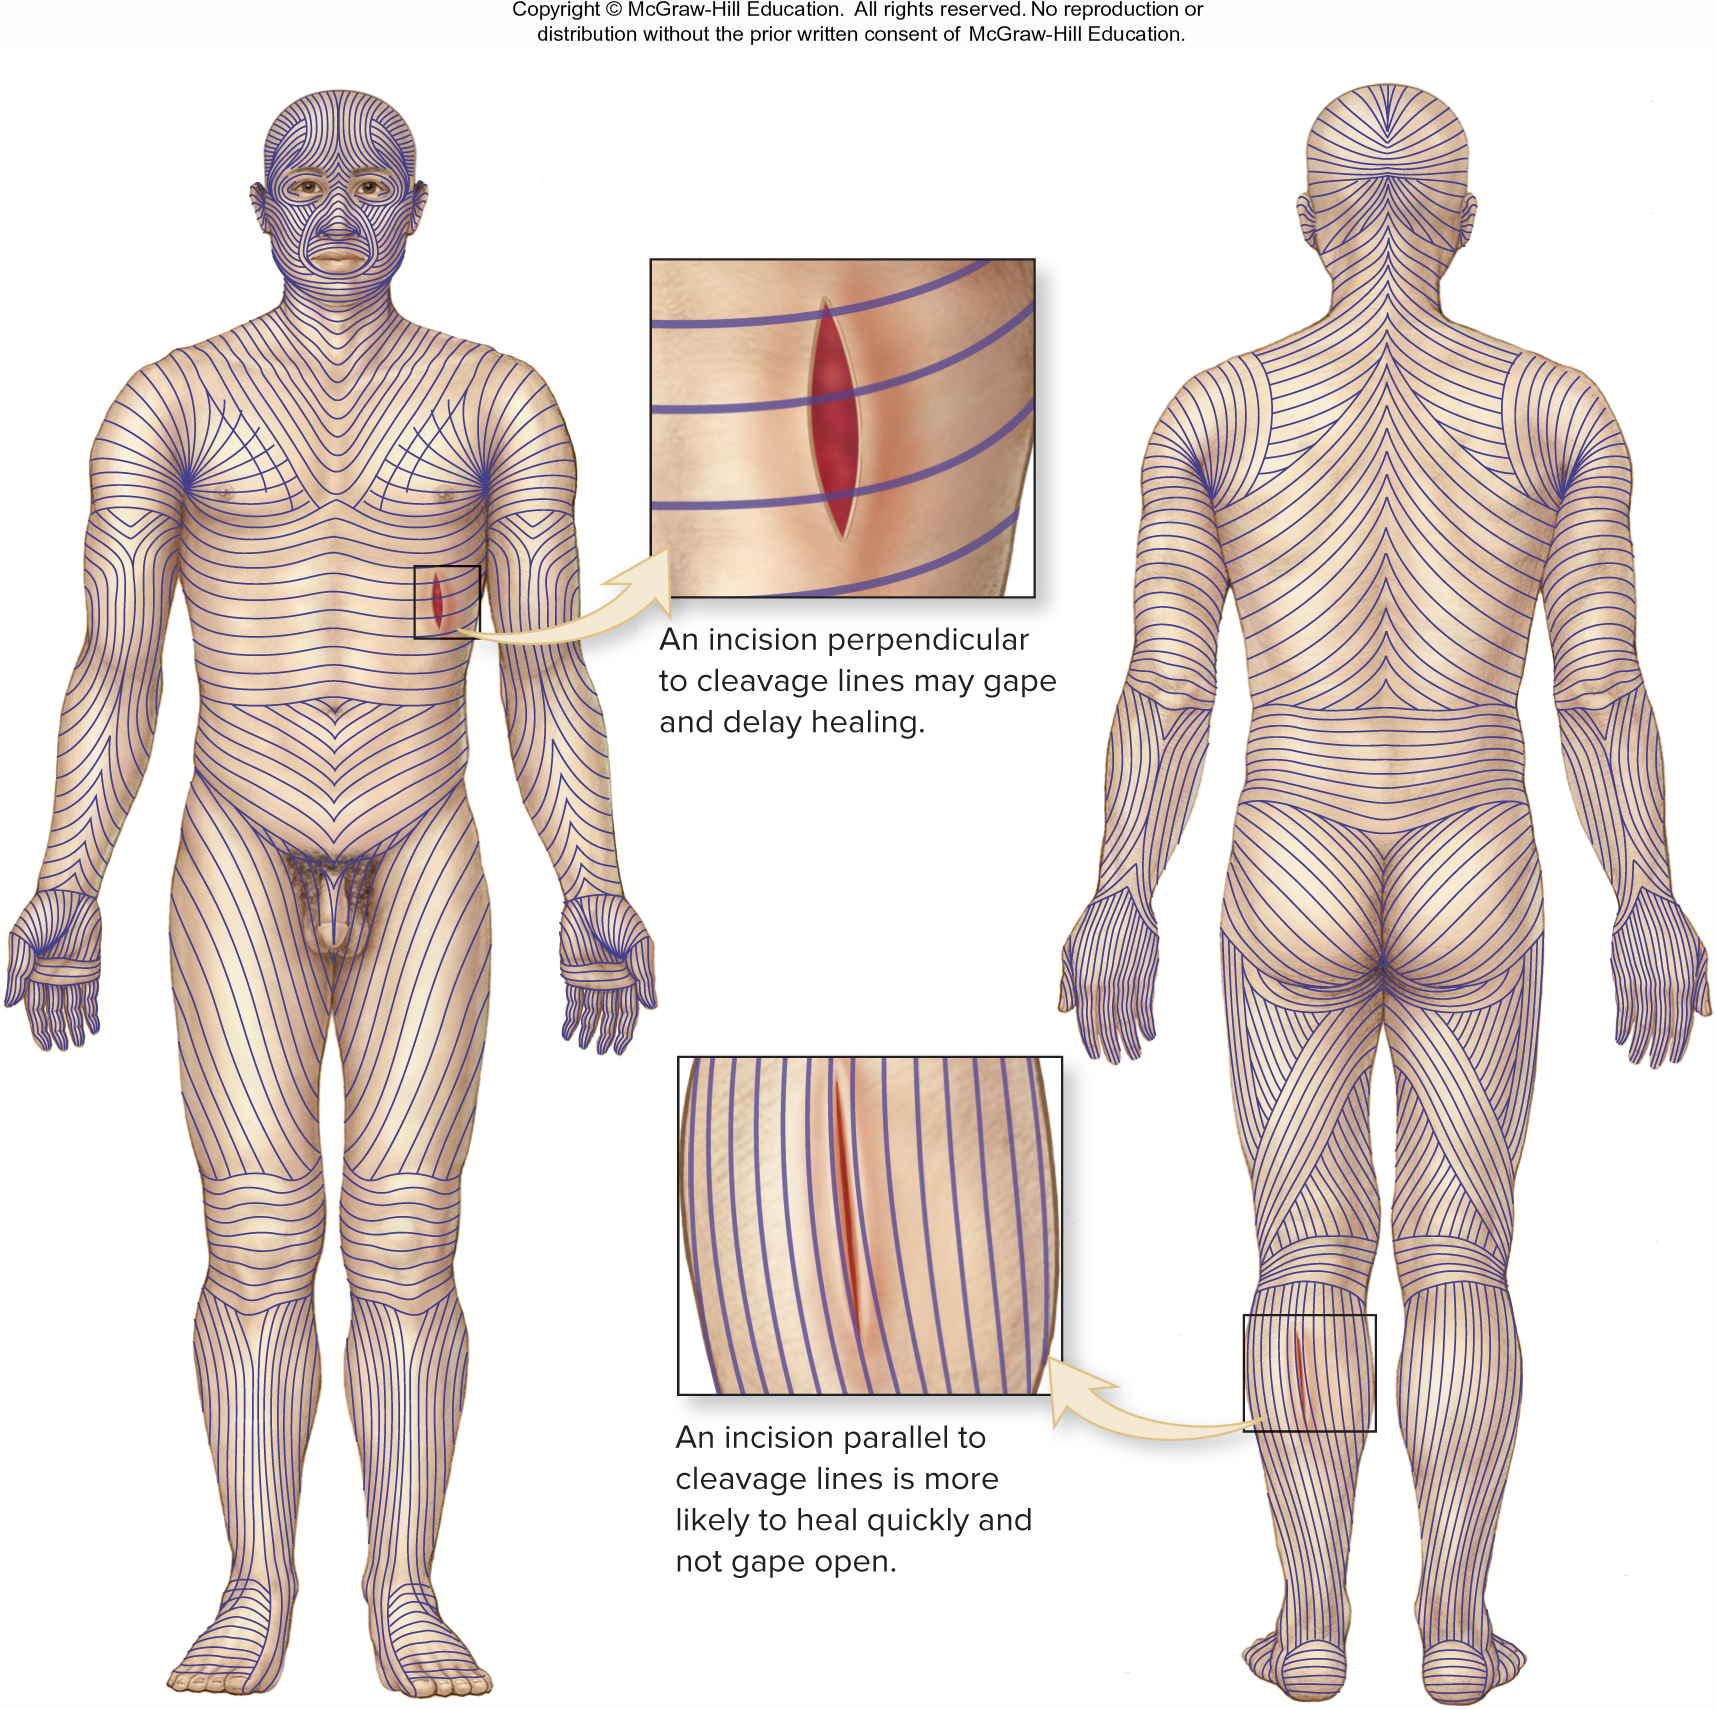 Copyright © McGraw-Hill Education. All rights reserved. No reproduction or
distribution without the prior written consent of McGraw-Hill Education.
An incision perpendicular
to cleavage lines may gape
and delay healing.
An incision parallel to
cleavage lines is more
likely to heal quickly and
not gape open.